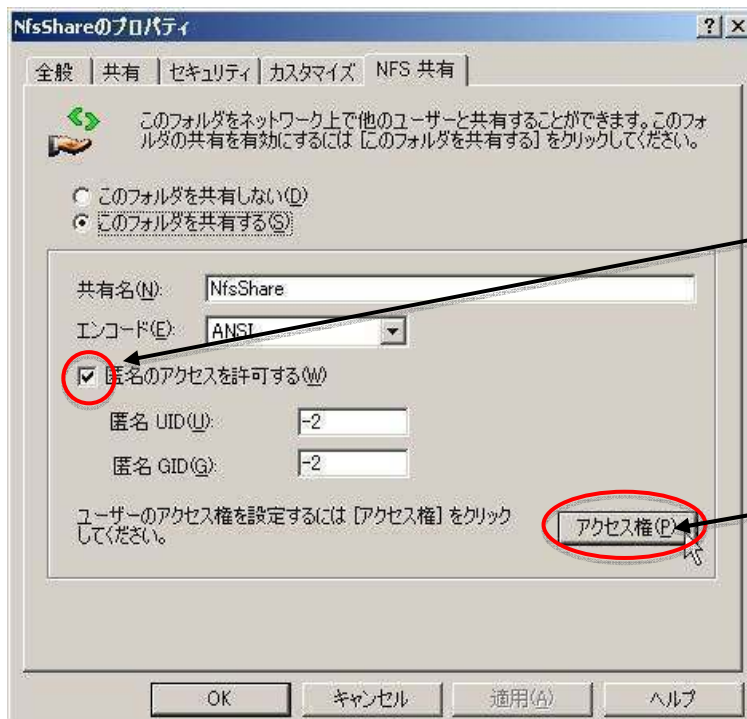 NfsShareのプロパティ
全般 共有 セキュリティ カスタマイズ NFS 共有
このフォルダをネットワーク上で他のユーザーと共有することができます。このフォ
ルダの共有を有効にするには [このフォルダを共有する] をクリックしてください。
このフォルダを共有しない(D)
このフォルダを共有する(S)
共有名(N): NfsShare
エンコード(E): ANSI
匿名のアクセスを許可する(W)
匿名 UID(U): -2
匿名 GID(G): -2
ユーザーのアクセス権を設定するには [アクセス権] をクリック
してください。
アクセス権(P)
OK キャンセル 適用(A) ヘルプ